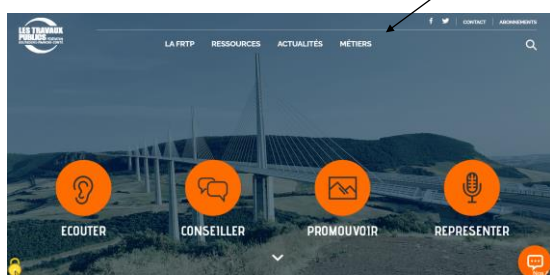 CONTACT ABONNEMENTS
LES TRAVAUX
PUBLICS
LA FRTP RESSOURCES ACTUALITÉS MÉTIERS
ECOUTER CONSEILLER PROMOUVOIR REPRESENTER